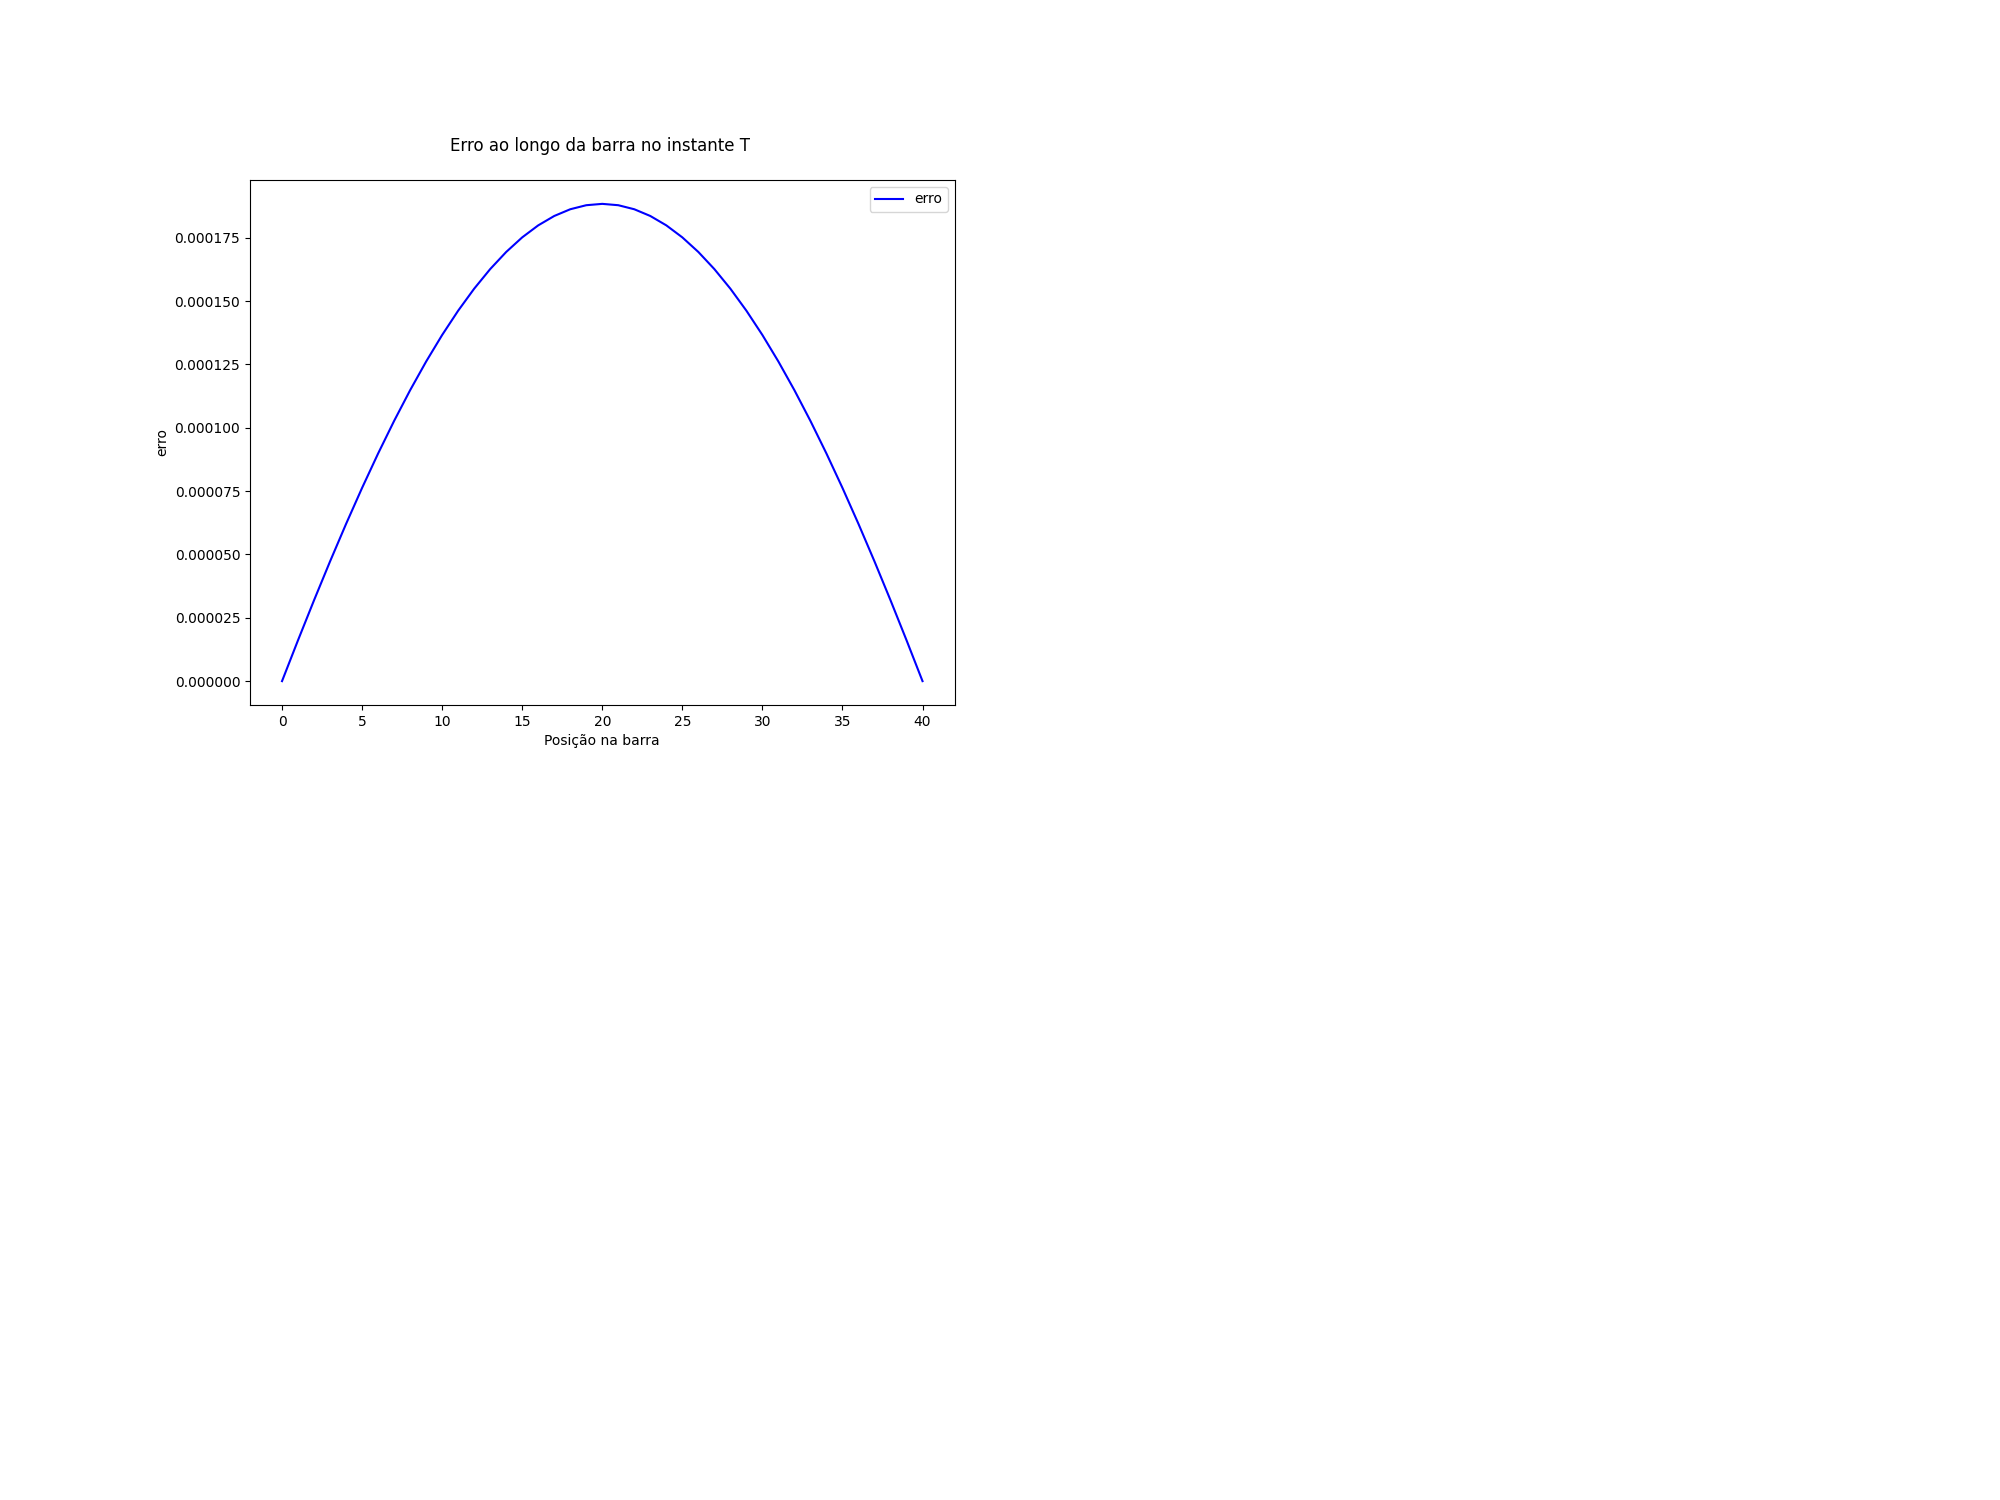 Erro ao longo da barra no instante T
erro
0.000175
0.000150
0.000125
0.000100
0.000075
0.000050
0.000025
0.000000
erro
0 5 10 15 20 25 30 35 40
Posição na barra